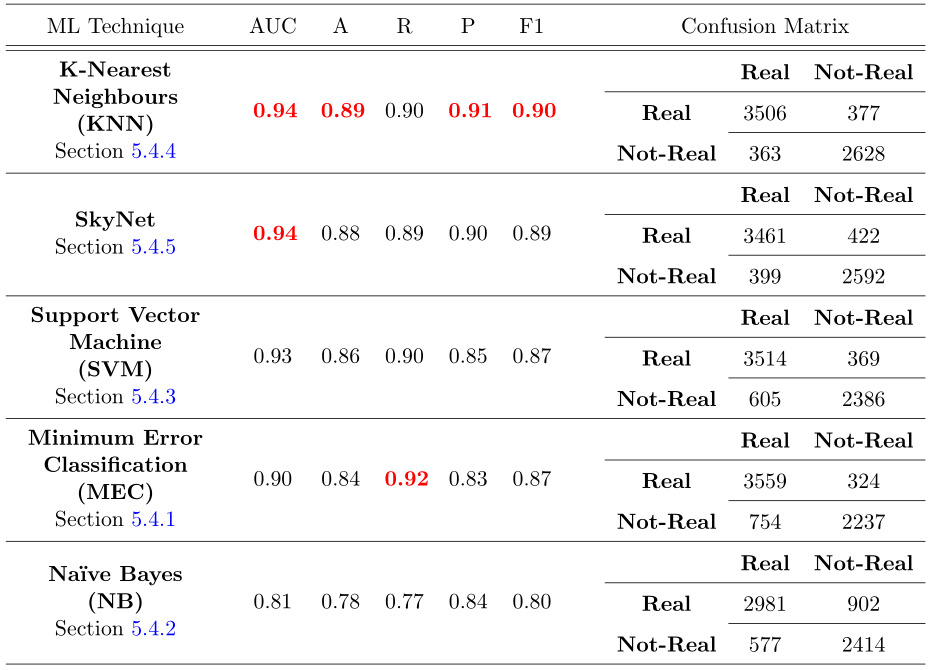 ML Technique AUC A R P F1 Confusion Matrix
K-Nearest
Neighbours
(KNN)
Section 5.4.4
0.94 0.89 0.90 0.91 0.90
Real Not-Real
Real 3506 377
Not-Real 363 2628
SkyNet
Section 5.4.5
0.94 0.88 0.89 0.90 0.89
Real Not-Real
Real 3461 422
Not-Real 399 2592
Support Vector
Machine
(SVM)
Section 5.4.3
0.93 0.86 0.90 0.85 0.87
Real Not-Real
Real 3514 369
Not-Real 605 2386
Minimum Error
Classification
(MEC)
Section 5.4.1
0.90 0.84 0.92 0.83 0.87
Real Not-Real
Real 3559 324
Not-Real 754 2237
Naïve Bayes
(NB)
Section 5.4.2
0.81 0.78 0.77 0.84 0.80
Real Not-Real
Real 2981 902
Not-Real 577 2414